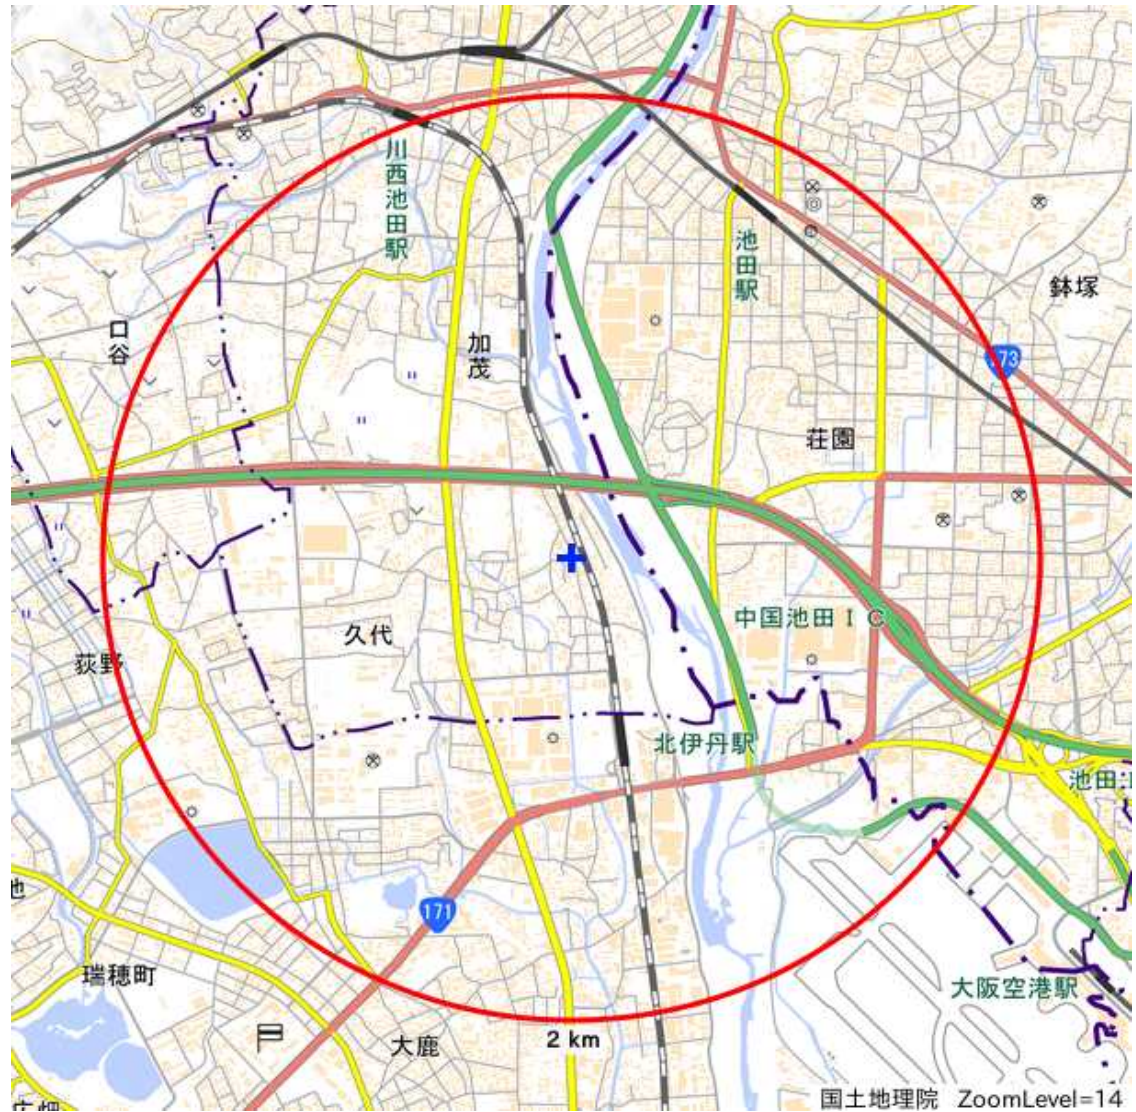 川西池田駅
池田駅
鉢塚
口谷
加茂
173
荘園
中国池田IC
久代
荻野
北伊丹駅
池田
171
瑞穂町
大阪空港駅
大鹿
2 km
国土地理院 ZoomLevel=14